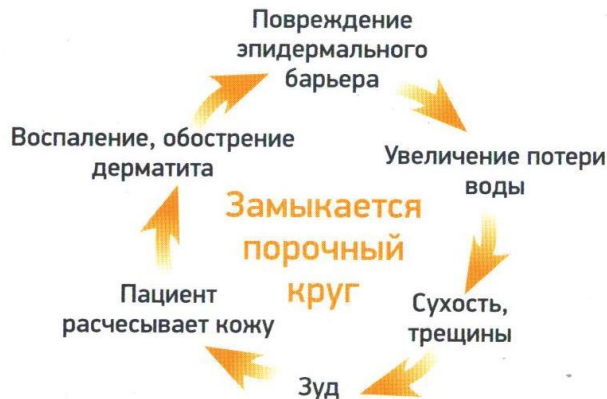 Повреждение
эпидермального
барьера
Увеличение потери
воды
Сухость,
трещины
Зуд
Пациент
расчесывает кожу
Воспаление, обострение
дерматита
Замыкается
порочный
круг